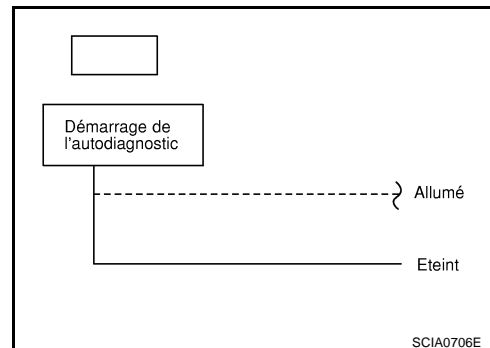 Démarrage de
l'autodiagnostic
Allumé
Eteint
SCIA0706E